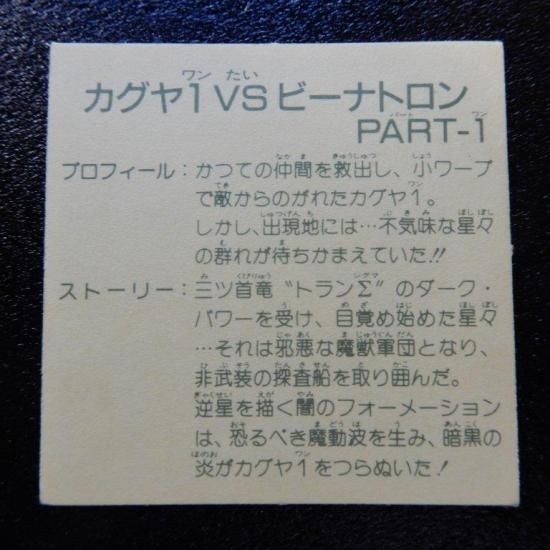 カグヤ1 VS ビーナトロン
PART-1
プロフィール：かつての仲間を救出し、小ワープ
で敵からのがれたカグヤ1。
しかし、出現地には…不気味な星々
の群れが待ちかまえていた!!
ストーリー：三ツ首竜“トランΣ”のダーク・
パワーを受け、目覚め始めた星々
…それは邪悪な魔獣軍団となり、
非武装の探査船を取り囲んだ。
逆星を描く闇のフォーメーション
は、恐るべき魔動波を生み、暗黒の
炎がカグヤ1をつらぬいた!